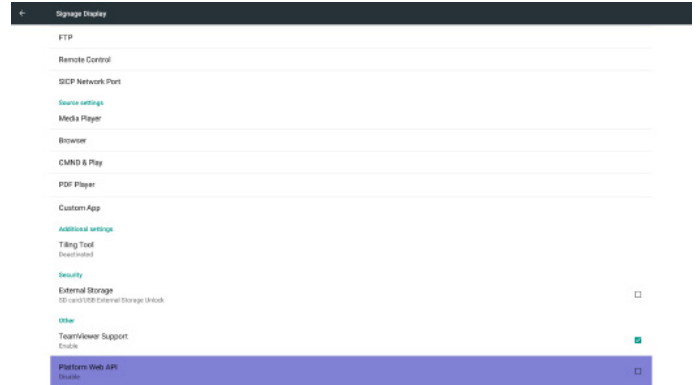 Signage Display
FTP
Remote Control
SICP Network Port
Source settings
Media Player
Browser
CMND & Play
PDF Player
Custom App
Additional settings
Tiling Tool
Deactivated
Security
External Storage
SD card/USB External Storage Unlock
Other
TeamViewer Support
Enable
Platform Web API
Disable